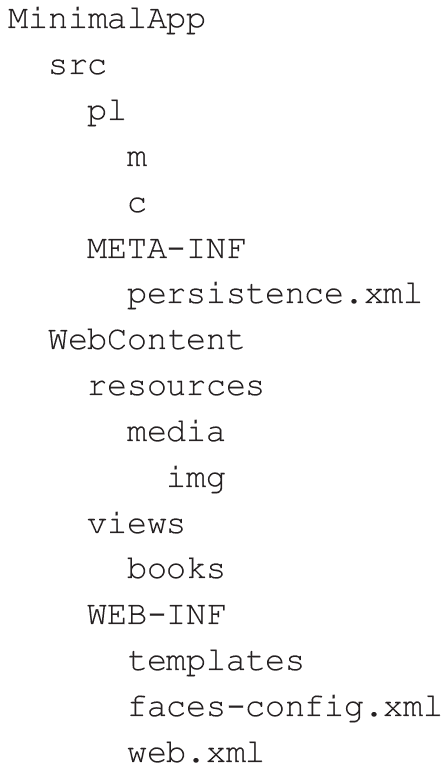 MinimalApp
  src
    pl
      m
      c
    META-INF
      persistence.xml
  WebContent
    resources
      media
        img
    views
      books
    WEB-INF
      templates
      faces-config.xml
      web.xml